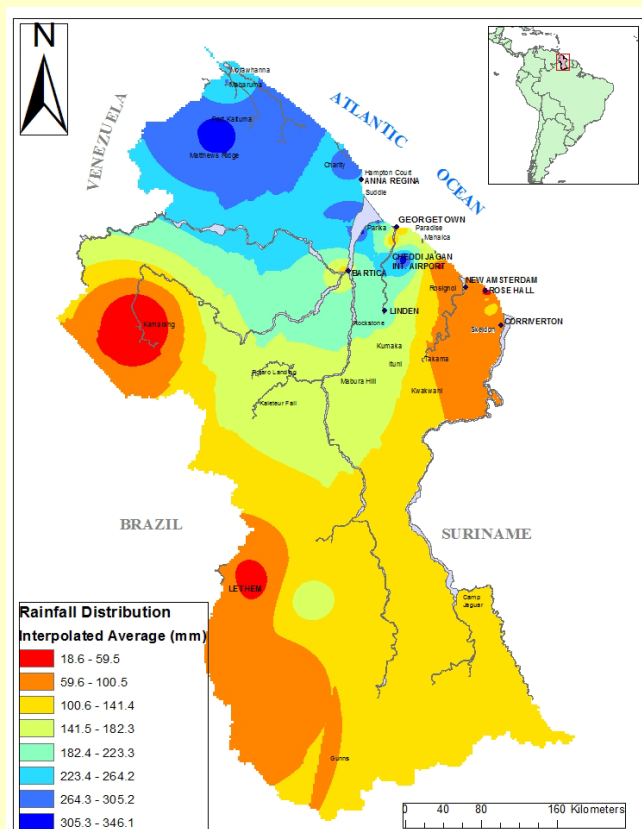 N
VENEZUELA
ATLANTIC
OCEAN
Morawhanna
Mabaruma
Port Kaituma
Matthews Ridge
Charity
Hampton Court
ANNA REGINA
Suddie
GEORGETOWN
Parika
Paradise
Mahaica
CHEDDI JAGAN
INT. AIRPORT
BARTICA
NEW AMSTERDAM
Rosignol
ROSE HALL
LINDEN
Rockstone
CORRIVERTON
Skeldon
Kamarang
Kumaka
Ituni
Takama
Mabura Hill
Kwakwani
Kaieteur Fall
BRAZIL
SURINAME
LETHEM
Camp
Jaguar
Gunns
Rainfall Distribution
Interpolated Average (mm)
18.6 - 59.5
59.6 - 100.5
100.6 - 141.4
141.5 - 182.3
182.4 - 223.3
223.4 - 264.2
264.3 - 305.2
305.3 - 346.1
0 40 80 160 Kilometers